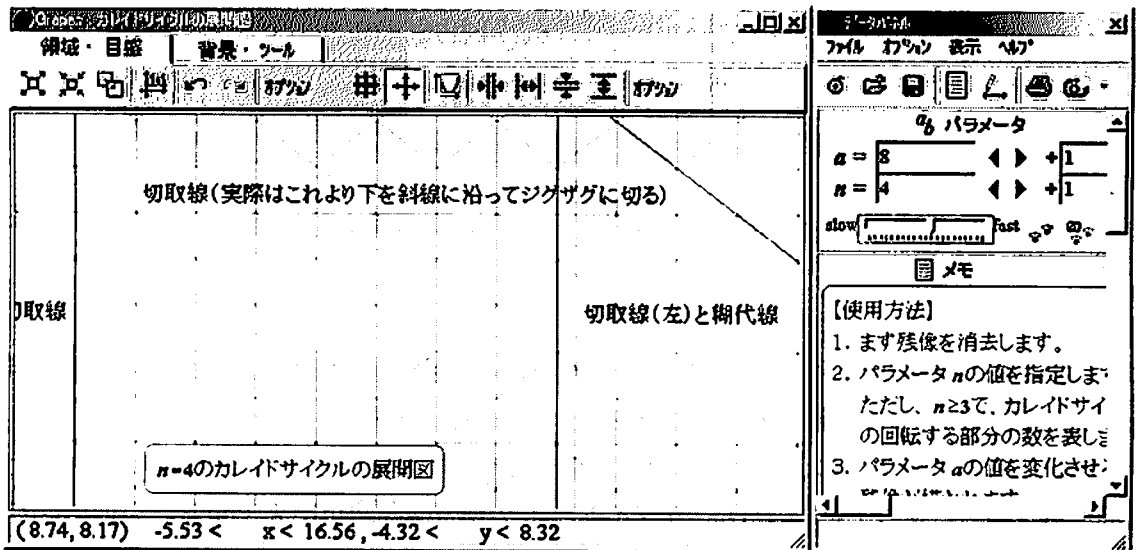 Grapes カレイドサイクルの展開図
領域・目盛
背景・ツール
オプション
オプション
切取線(実際はこれより下を斜線に沿ってジグザグに切る)
切取線
切取線(左)と糊代線
n=4のカレイドサイクルの展開図
(8.74, 8.17) -5.53 < x < 16.56 , -4.32 < y < 8.32
データパネル
ファイル オプション 表示 ヘルプ
ab パラメータ
a = 8 + 1
n = 4 + 1
slow fast
メモ
【使用方法】
1. まず残像を消去します。
2. パラメータ nの値を指定しま
ただし、n≥3で、カレイドサイ
の回転する部分の数を表し
3. パラメータ aの値を変化させ